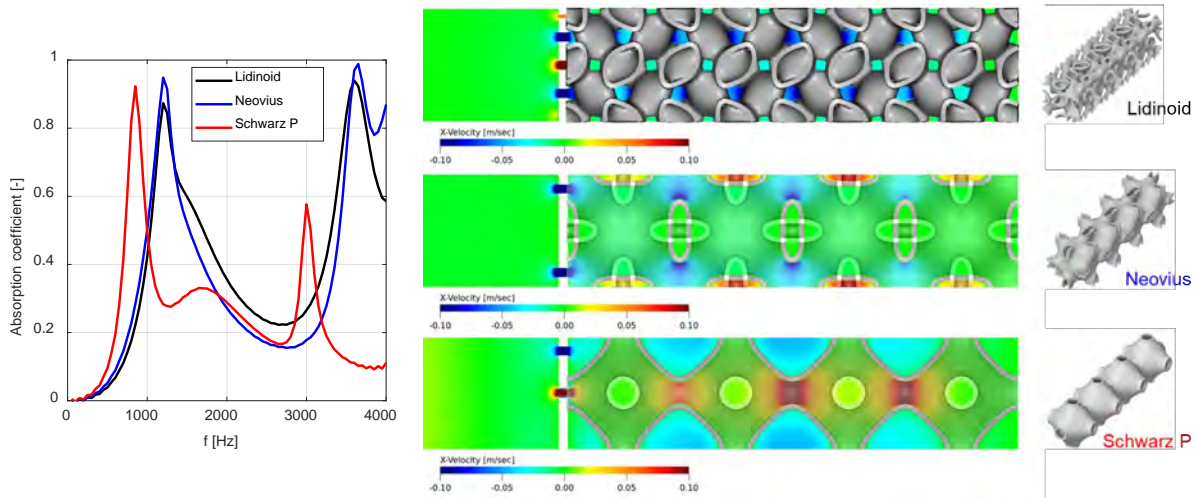 Absorption coefficient [-]
1
0.8
0.6
0.4
0.2
0
0 1000 2000 3000 4000
f [Hz]
Lidinoid
Neovius
Schwarz P
X-Velocity [m/sec]
-0.10 -0.05 0.00 0.05 0.10
Lidinoid
X-Velocity [m/sec]
-0.10 -0.05 0.00 0.05 0.10
Neovius
X-Velocity [m/sec]
-0.10 -0.05 0.00 0.05 0.10
Schwarz P